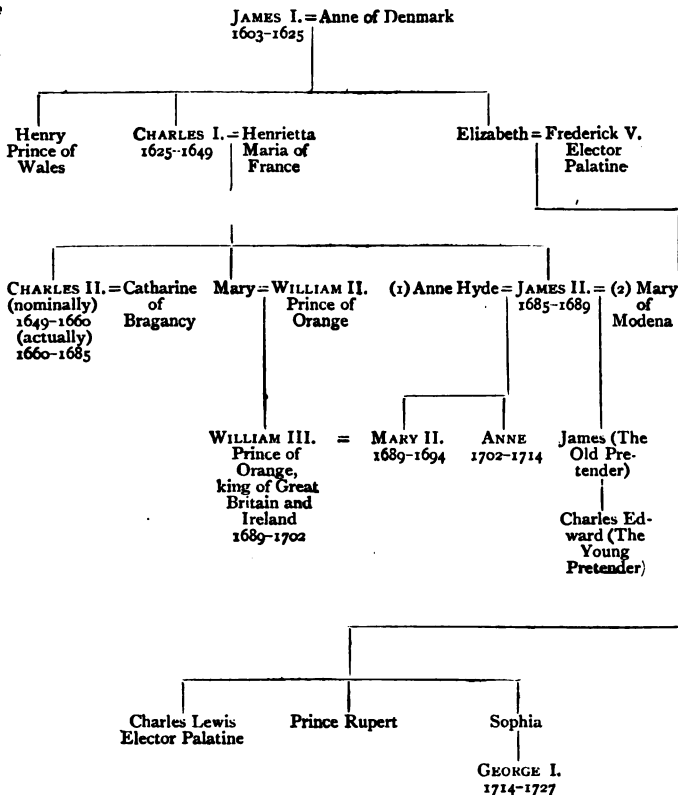 JAMES I. = Anne of Denmark
1603-1625
Henry
Prince of
Wales
CHARLES I. = Henrietta
1625--1649
Maria of
France
Elizabeth = Frederick V.
Elector
Palatine
CHARLES II. = Catharine
(nominally)
of
1649-1660
Bragancy
(actually)
1660-1685
Mary = WILLIAM II.
Prince of
Orange
(1) Anne Hyde = JAMES II. = (2) Mary
1685-1689
of
Modena
WILLIAM III. = MARY II.
Prince of
1689-1694
Orange,
king of Great
Britain and
Ireland
1689-1702
ANNE
1702-1714
James (The
Old Pre-
tender)
Charles Ed-
ward (The
Young
Pretender)
Charles Lewis
Elector Palatine
Prince Rupert
Sophia
GEORGE I.
1714-1727